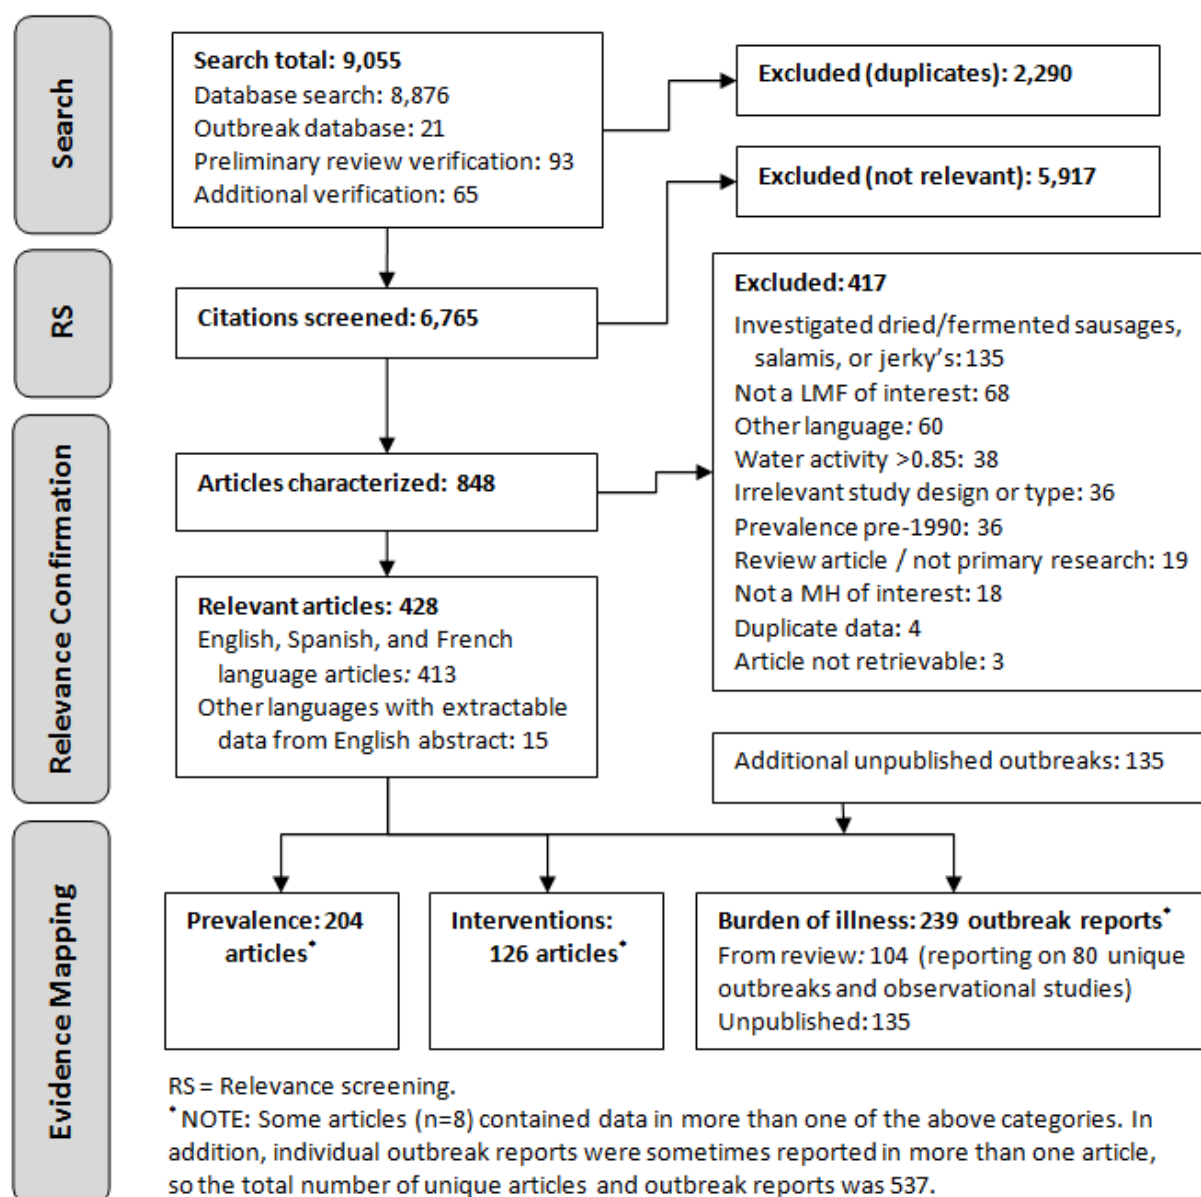 Search
Search total: 9,055
Database search: 8,876
Outbreak database: 21
Preliminary review verification: 93
Additional verification: 65
Excluded (duplicates): 2,290
Excluded (not relevant): 5,917
RS
Citations screened: 6,765
Excluded: 417
Investigated dried/fermented sausages,
salamis, or jerky's: 135
Not a LMF of interest: 68
Other language: 60
Water activity >0.85: 38
Irrelevant study design or type: 36
Prevalence pre-1990: 36
Review article / not primary research: 19
Not a MH of interest: 18
Duplicate data: 4
Article not retrievable: 3
Relevance Confirmation
Articles characterized: 848
Relevant articles: 428
English, Spanish, and French
language articles: 413
Other languages with extractable
data from English abstract: 15
Additional unpublished outbreaks: 135
Evidence Mapping
Prevalence: 204
articles*
Interventions:
126 articles*
Burden of illness: 239 outbreak reports*
From review: 104 (reporting on 80 unique
outbreaks and observational studies)
Unpublished: 135
RS = Relevance screening.
* NOTE: Some articles (n=8) contained data in more than one of the above categories. In
addition, individual outbreak reports were sometimes reported in more than one article,
so the total number of unique articles and outbreak reports was 537.